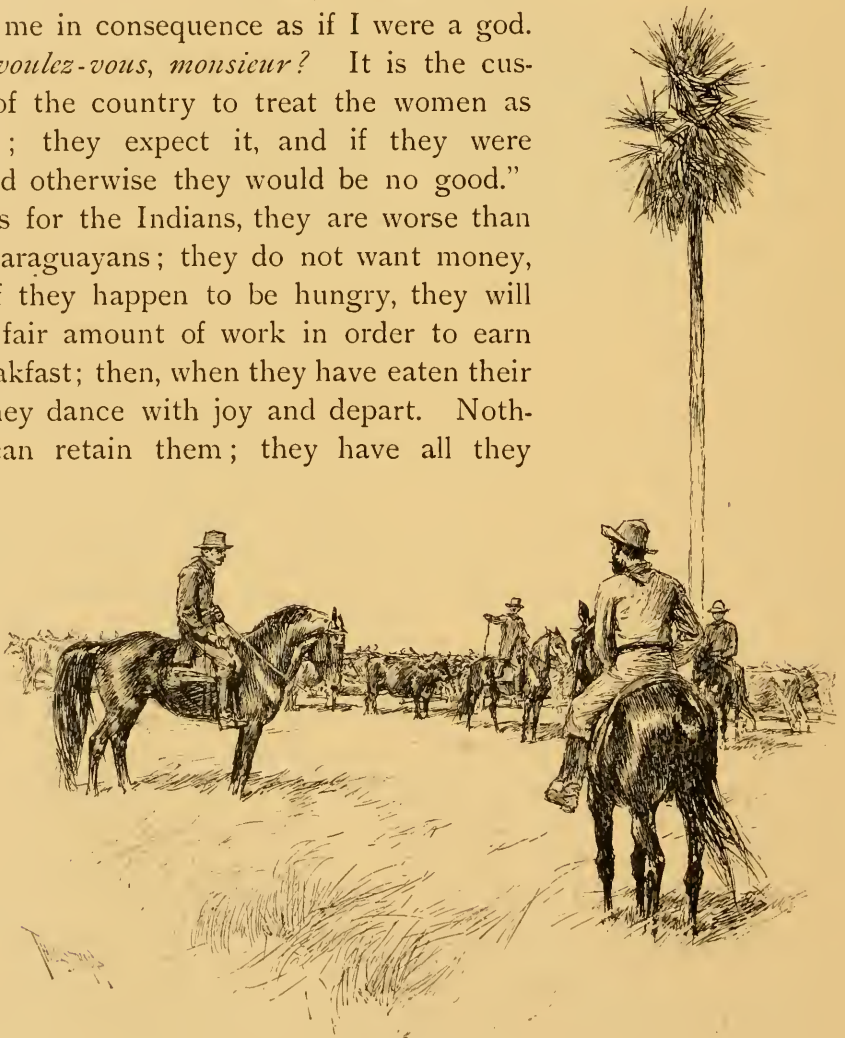 me in consequence as if I were a god.
voulez-vous, monsieur? It is the cus-
of the country to treat the women as
; they expect it, and if they were
d otherwise they would be no good.”
s for the Indians, they are worse than
araguayans; they do not want money,
they happen to be hungry, they will
fair amount of work in order to earn
akfast; then, when they have eaten their
ey dance with joy and depart. Noth-
an retain them; they have all they